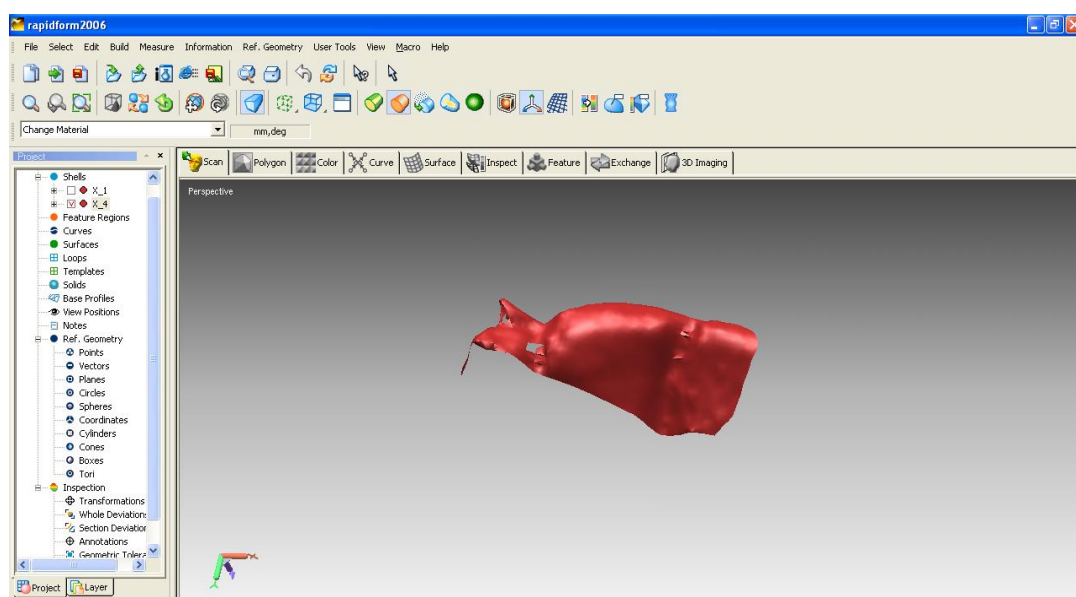 rapidform2006
File Select Edit Build Measure Information Ref. Geometry User Tools View Macro Help
Change Material
mm,deg
Project
Scan Polygon Color Curve Surface Inspect Feature Exchange 3D Imaging
Perspective
Shells
X_1
X_4
Feature Regions
Curves
Surfaces
Loops
Templates
Solids
Base Profiles
View Positions
Notes
Ref. Geometry
Points
Vectors
Planes
Circles
Spheres
Coordinates
Cylinders
Cones
Boxes
Tori
Inspection
Transformations
Whole Deviation
Section Deviation
Annotations
Geometric Tolera
Project Layer